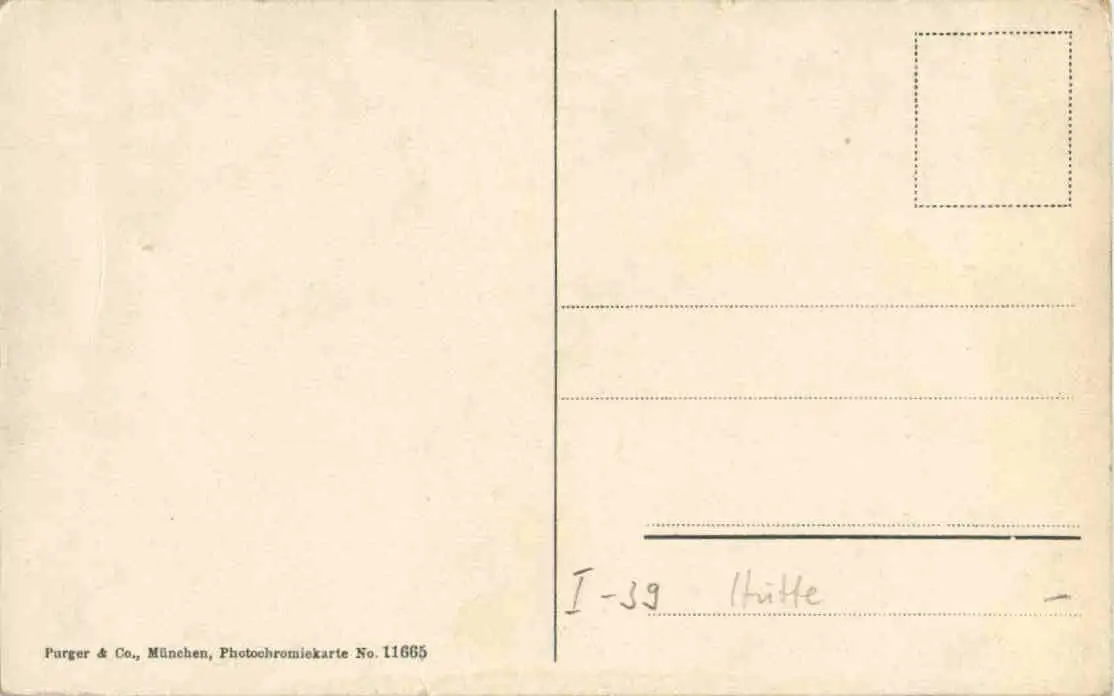 I - 39 Hütte –
Purger & Co., München, Photochromiekarte No. 11665